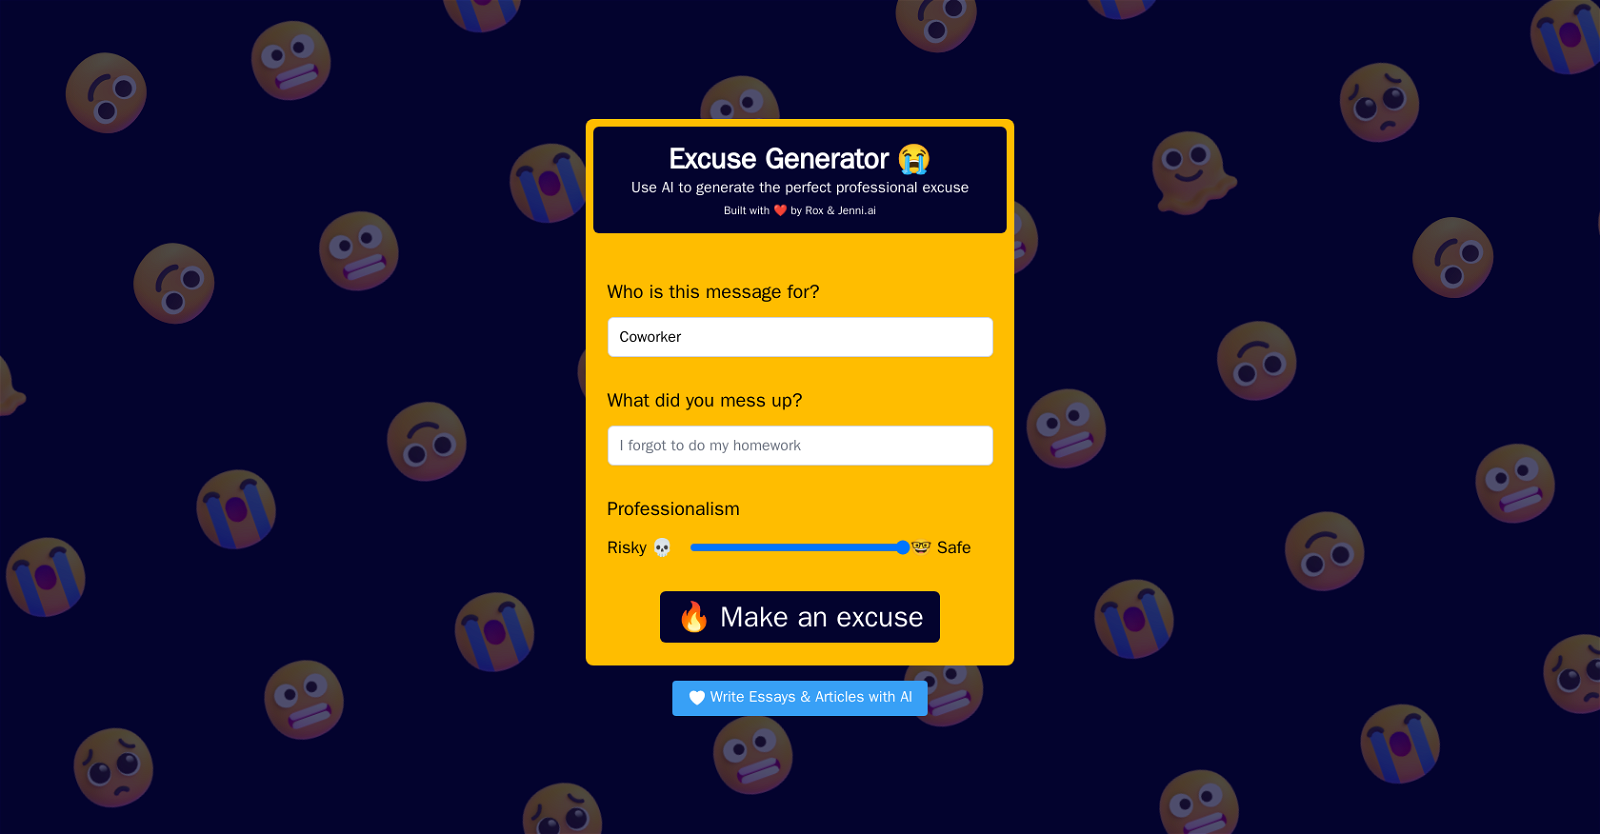 Excuse Generator 😭
Use AI to generate the perfect professional excuse
Built with ❤️ by Rox & Jenni.ai
Who is this message for?
Coworker
What did you mess up?
I forgot to do my homework
Professionalism
Risky 💀 🤓 Safe
🔥 Make an excuse
Write Essays & Articles with AI